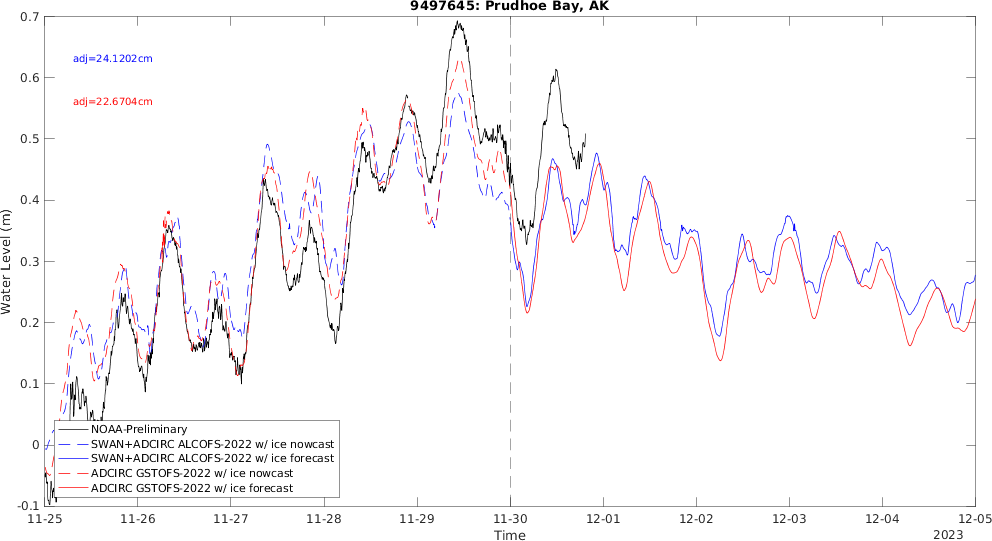 9497645: Prudhoe Bay, AK
adj=24.1202cm
adj=22.6704cm
Water Level (m)
0.7
0.6
0.5
0.4
0.3
0.2
0.1
0
-0.1
NOAA-Preliminary
SWAN+ADCIRC ALCOFS-2022 w/ ice nowcast
SWAN+ADCIRC ALCOFS-2022 w/ ice forecast
ADCIRC GSTOFS-2022 w/ ice nowcast
ADCIRC GSTOFS-2022 w/ ice forecast
11-25 11-26 11-27 11-28 11-29 11-30 12-01 12-02 12-03 12-04 12-05
Time
2023